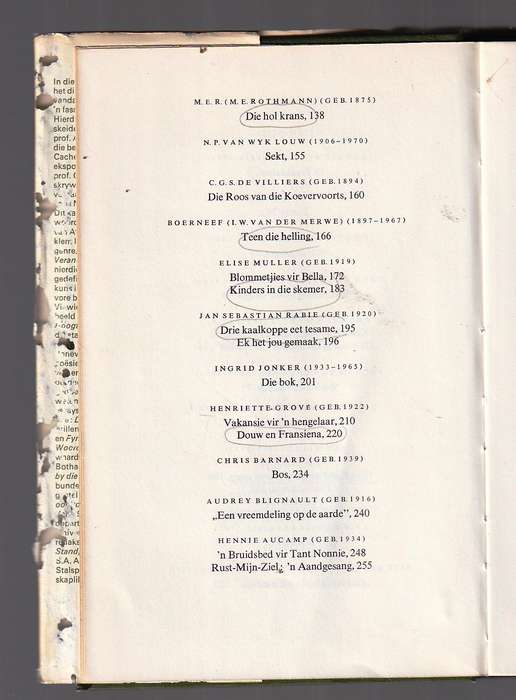 M.E.R. (M.E. ROTHMANN) (GEB. 1875)
Die hol krans, 138
N.P. VAN WYK LOUW (1906–1970)
Sekt, 155
C.G.S. DE VILLIERS (GEB. 1894)
Die Roos van die Koevervoorts, 160
BOERNEEF (I.W. VAN DER MERWE) (1897–1967)
Teen die helling, 166
ELISE MULLER (GEB. 1919)
Blommetjies vir Bella, 172
Kinders in die skemer, 183
JAN SEBASTIAN RABIE (GEB. 1920)
Drie kaalkoppe eet tesame, 195
Ek het jou gemaak, 196
INGRID JONKER (1933–1965)
Die bok, 201
HENRIETTE GROVÉ (GEB. 1922)
Vakansie vir 'n hengelaar, 210
Douw en Fransiena, 220
CHRIS BARNARD (GEB. 1939)
Bos, 234
AUDREY BLIGNAULT (GEB. 1916)
„Een vreemdeling op de aarde”, 240
HENNIE AUCAMP (GEB. 1934)
'n Bruidsbed vir Tant Nonnie, 248
Rust-Mijn-Ziel; 'n Aandgesang, 255